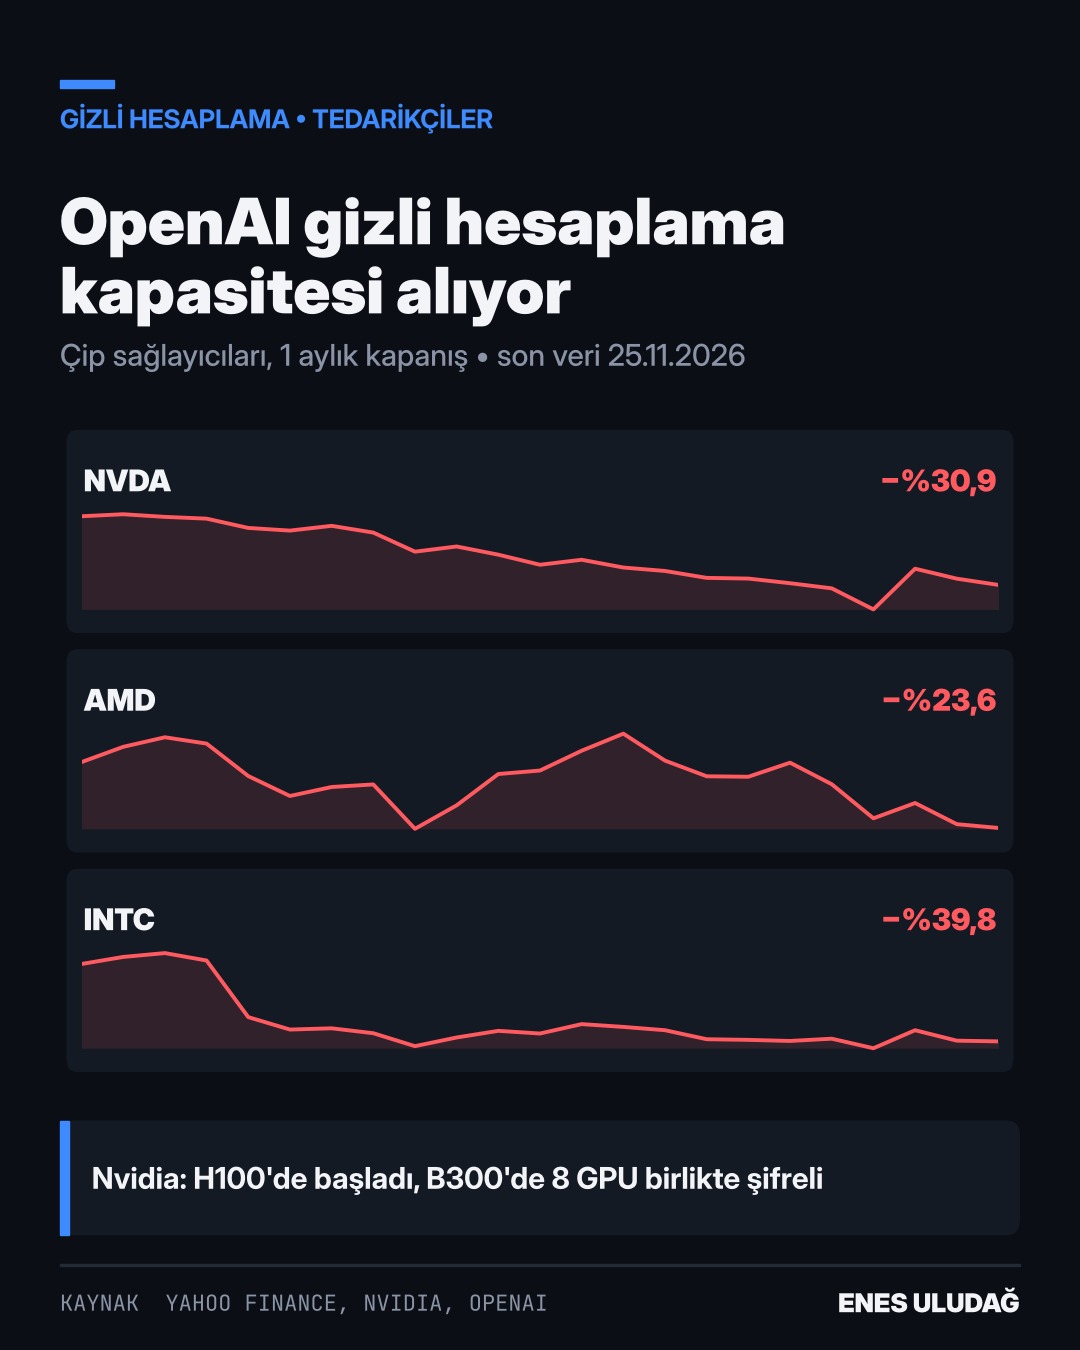 GİZLİ HESAPLAMA • TEDARİKÇİLER
OpenAI gizli hesaplama
kapasitesi alıyor
Çip sağlayıcıları, 1 aylık kapanış • son veri 25.11.2026
NVDA −%30,9
AMD −%23,6
INTC −%39,8
Nvidia: H100'de başladı, B300'de 8 GPU birlikte şifreli
KAYNAK YAHOO FINANCE, NVIDIA, OPENAI ENES ULUDAĞ